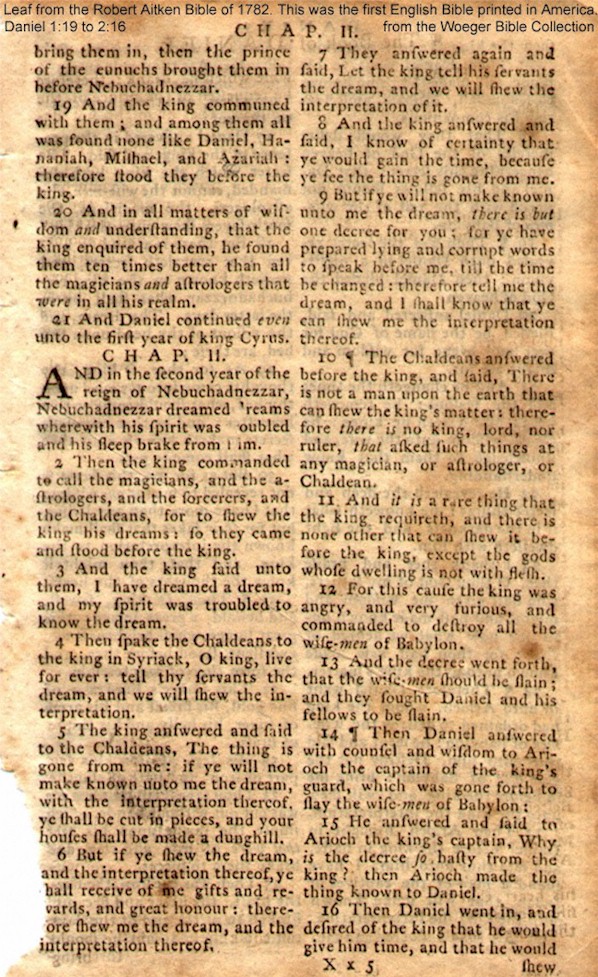 Leaf from the Robert Aitken Bible of 1782. This was the first English Bible printed in America.
Daniel 1:19 to 2:16
from the Woeger Bible Collection
CHAP. II.
bring them in, then the prince
of the eunuchs brought them in
before Nebuchadnezzar.
19 And the king communed
with them; and among them all
was found none like Daniel, Ha-
naniah, Miſhael, and Azariah:
therefore ſtood they before the
king.
20 And in all matters of wiſ-
dom and underſtanding, that the
king enquired of them, he found
them ten times better than all
the magicians and aſtrologers that
were in all his realm.
21 And Daniel continued even
unto the firſt year of king Cyrus.
CHAP. II.
AND in the ſecond year of the
reign of Nebuchadnezzar,
Nebuchadnezzar dreamed 'reams
wherewith his ſpirit was oubled
and his ſleep brake from im.
2 Then the king commanded
to call the magicians, and the a-
ſtrologers, and the ſorcerers, and
the Chaldeans, for to ſhew the
king his dreams: ſo they came
and ſtood before the king.
3 And the king ſaid unto
them, I have dreamed a dream,
and my ſpirit was troubled to
know the dream.
4 Then ſpake the Chaldeans to
the king in Syriack, O king, live
for ever: tell thy ſervants the
dream, and we will ſhew the in-
terpretation.
5 The king anſwered and ſaid
to the Chaldeans, The thing is
gone from me: if ye will not
make known unto me the dream,
with the interpretation thereof,
ye ſhall be cut in pieces, and your
houſes ſhall be made a dunghill.
6 But if ye ſhew the dream,
and the interpretation thereof, ye
hall receive of me gifts and re-
vards, and great honour: there-
ore ſhew me the dream, and the
interpretation thereof.
7 They anſwered again and
ſaid, Let the king tell his ſervants
the dream, and we will ſhew the
interpretation of it.
8 And the king anſwered and
ſaid, I know of certainty that
ye would gain the time, becauſe
ye ſee the thing is gone from me.
9 But if ye will not make known
unto me the dream, there is but
one decree for you: for ye have
prepared lying and corrupt words
to ſpeak before me, till the time
be changed: therefore tell me the
dream, and I ſhall know that ye
can ſhew me the interpretation
thereof.
10 ¶ The Chaldeans anſwered
before the king, and ſaid, There
is not a man upon the earth that
can ſhew the king's matter: there-
fore there is no king, lord, nor
ruler, that aſked ſuch things at
any magician, or aſtrologer, or
Chaldean.
11 And it is a rare thing that
the king requireth, and there is
none other that can ſhew it be-
fore the king, except the gods
whoſe dwelling is not with fleſh.
12 For this cauſe the king was
angry, and very furious, and
commanded to deſtroy all the
wiſe-men of Babylon.
13 And the decree went forth,
that the wiſe-men ſhould be ſlain;
and they ſought Daniel and his
fellows to be ſlain.
14 ¶ Then Daniel anſwered
with counſel and wiſdom to Ari-
och the captain of the king's
guard, which was gone forth to
ſlay the wiſe-men of Babylon:
15 He anſwered and ſaid to
Arioch the king's captain, Why
is the decree ſo haſty from the
king? then Arioch made the
thing known to Daniel.
16 Then Daniel went in, and
deſired of the king that he would
give him time, and that he would
X x 5
ſhew